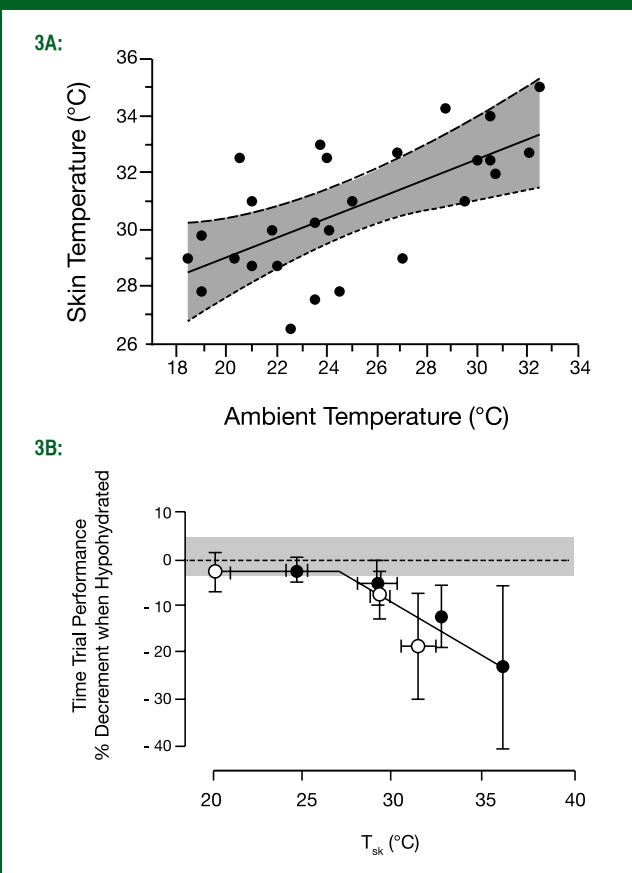 3A:
Skin Temperature (°C)
36
34
32
30
28
26
18 20 22 24 26 28 30 32 34
Ambient Temperature (°C)
3B:
Time Trial Performance
% Decrement when Hypohydrated
10
0
- 10
- 20
- 30
- 40
20 25 30 35 40
Tsk (°C)